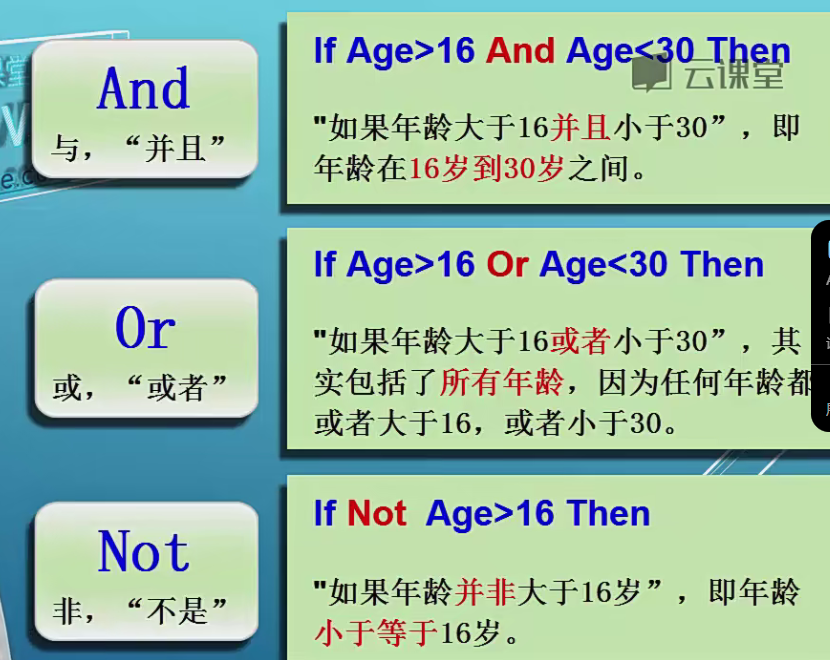 And
与，“并且”
If Age>16 And Age<30 Then
云课堂
"如果年龄大于16并且小于30”，即
年龄在16岁到30岁之间。
Or
或，“或者”
If Age>16 Or Age<30 Then
"如果年龄大于16或者小于30”，其
实包括了所有年龄，因为任何年龄都
或者大于16，或者小于30。
Not
非，“不是”
If Not Age>16 Then
"如果年龄并非大于16岁”，即年龄
小于等于16岁。